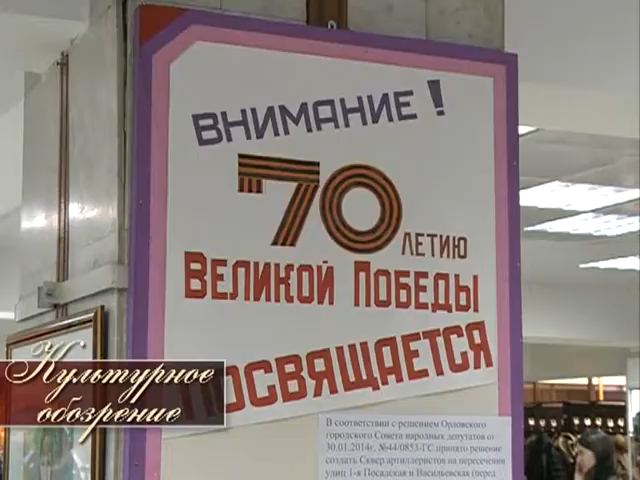 ВНИМАНИЕ!
70 ЛЕТИЮ
ВЕЛИКОЙ ПОБЕДЫ
ПОСВЯЩАЕТСЯ
Культурное
обозрение
В соответствии с решением Орловского
городского Совета народных депутатов от
30.01.2014г. №44/0853-ГС принято решение
создать Сквер артиллеристов на пересечении
улиц 1-я Посадская и Васильевская (перед